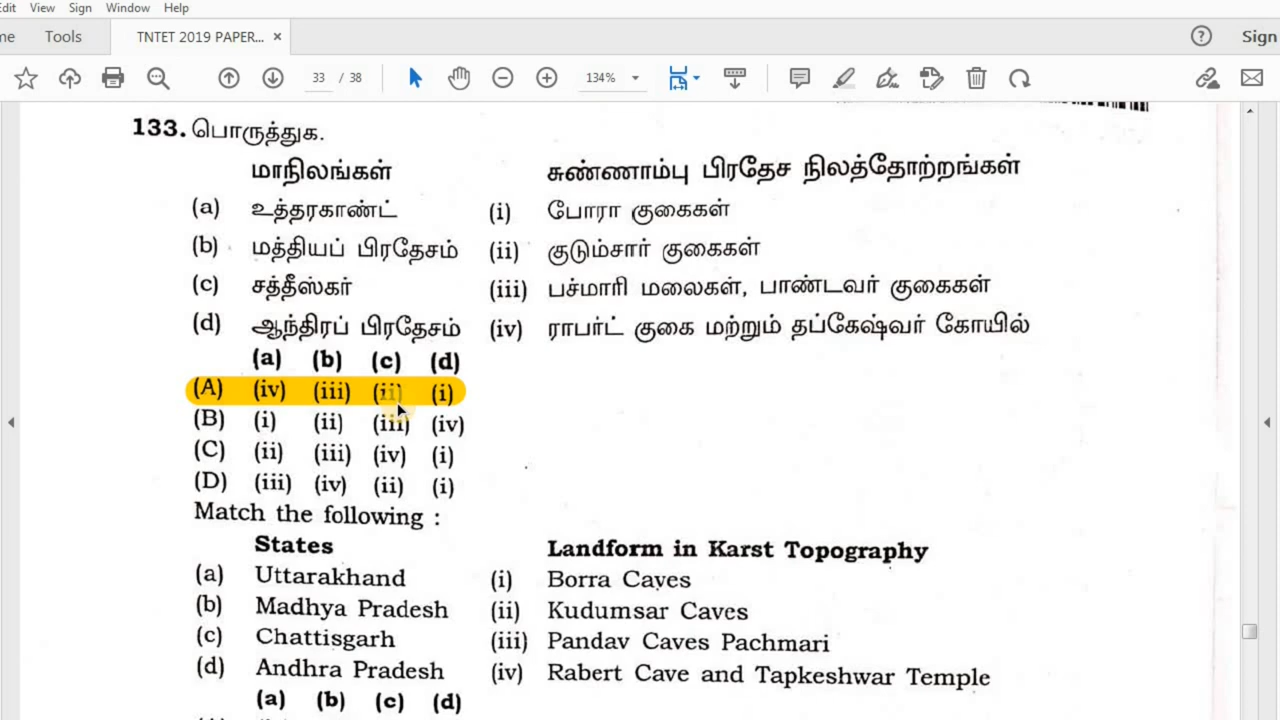 Edit View Sign Window Help
me Tools TNTET 2019 PAPER... × ? Sign
33 / 38 134%
133. பொருத்துக.
மாநிலங்கள் சுண்ணாம்பு பிரதேச நிலத்தோற்றங்கள்
(a) உத்தரகாண்ட் (i) போரா குகைகள்
(b) மத்தியப் பிரதேசம் (ii) குடும்சார் குகைகள்
(c) சத்தீஸ்கர் (iii) பச்மாரி மலைகள், பாண்டவர் குகைகள்
(d) ஆந்திரப் பிரதேசம் (iv) ராபர்ட் குகை மற்றும் தப்கேஷ்வர் கோயில்
(a) (b) (c) (d)
(A) (iv) (iii) (ii) (i)
(B) (i) (ii) (iii) (iv)
(C) (ii) (iii) (iv) (i)
(D) (iii) (iv) (ii) (i)
Match the following :
States Landform in Karst Topography
(a) Uttarakhand (i) Borra Caves
(b) Madhya Pradesh (ii) Kudumsar Caves
(c) Chattisgarh (iii) Pandav Caves Pachmari
(d) Andhra Pradesh (iv) Rabert Cave and Tapkeshwar Temple
(a) (b) (c) (d)